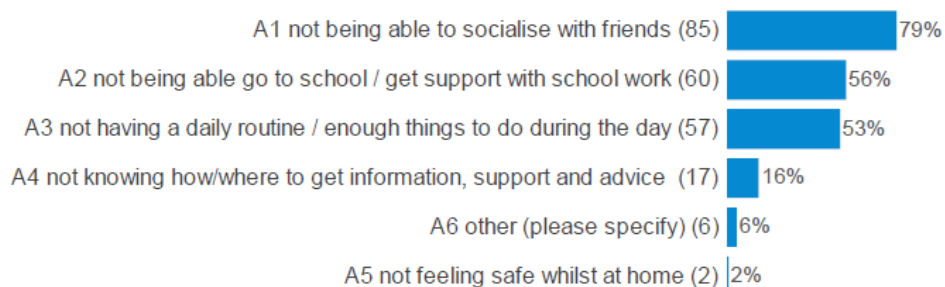 A1 not being able to socialise with friends (85) 79%
A2 not being able go to school / get support with school work (60) 56%
A3 not having a daily routine / enough things to do during the day (57) 53%
A4 not knowing how/where to get information, support and advice (17) 16%
A6 other (please specify) (6) 6%
A5 not feeling safe whilst at home (2) 2%